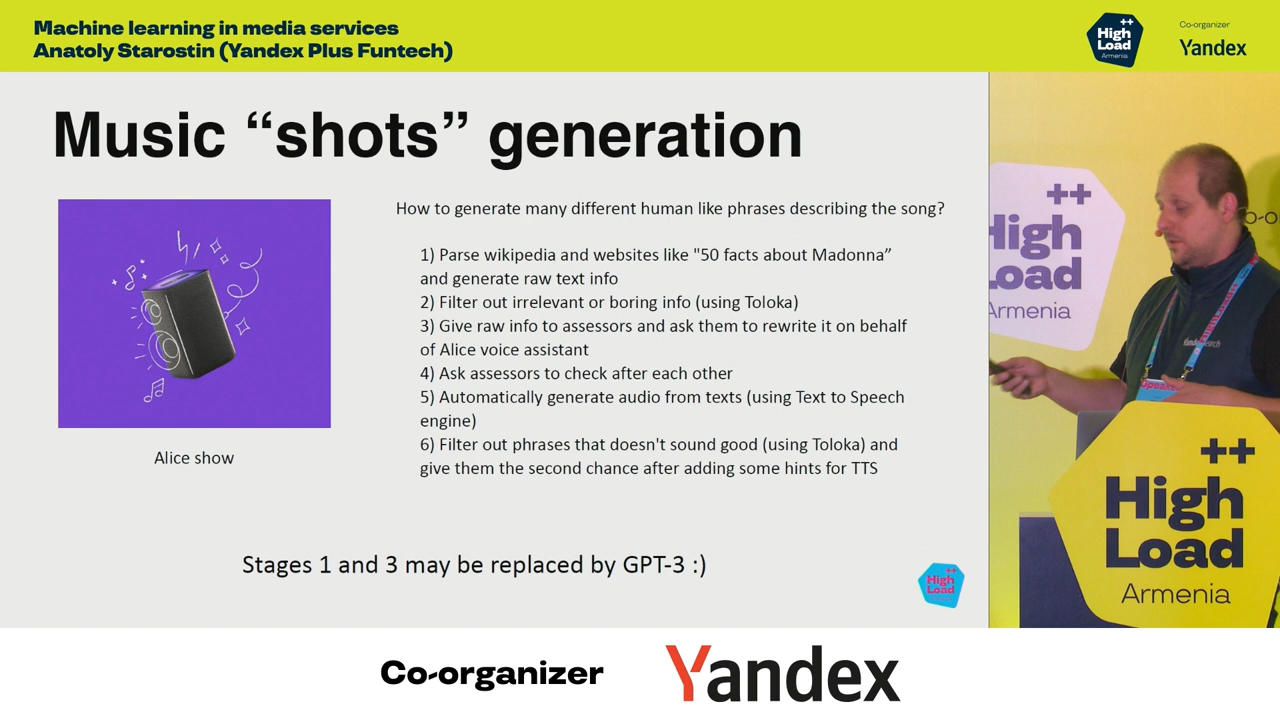 Machine learning in media services
Anatoly Starostin (Yandex Plus Funtech)
++
High
Load
Armenia
Co-organizer
Yandex
Music “shots” generation
How to generate many different human like phrases describing the song?
1) Parse wikipedia and websites like "50 facts about Madonna”
and generate raw text info
2) Filter out irrelevant or boring info (using Toloka)
3) Give raw info to assessors and ask them to rewrite it on behalf
of Alice voice assistant
4) Ask assessors to check after each other
5) Automatically generate audio from texts (using Text to Speech
engine)
6) Filter out phrases that doesn't sound good (using Toloka) and
give them the second chance after adding some hints for TTS
Alice show
Stages 1 and 3 may be replaced by GPT-3 :)
++
High
Load
++
High
Load
Armenia
++
High
Load
Armenia
Co-organizer
Yandex